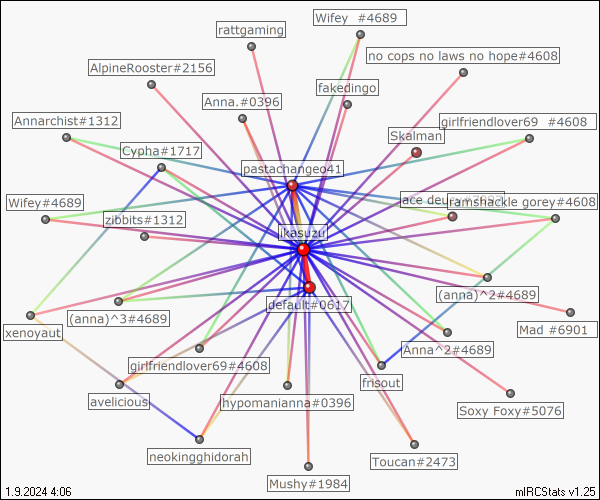 Wifey #4689
rattgaming
no cops no laws no hope#4608
AlpineRooster#2156
fakedingo
Anna.#0396
Annarchist#1312
girlfriendlover69 #4608
Skalman
Cypha#1717
pastachangeo41
Wifey#4689
ace
ramshackle gorey#4608
zibbits#1312
ikasuzu
(anna)^2#4689
default#0617
(anna)^3#4689
xenoyaut
Mad #6901
Anna^2#4689
girlfriendlover69#4608
frisout
avelicious
hypomanianna#0396
Soxy Foxy#5076
neokingghidorah
Toucan#2473
Mushy#1984
1.9.2024 4:06
mIRCStats v1.25